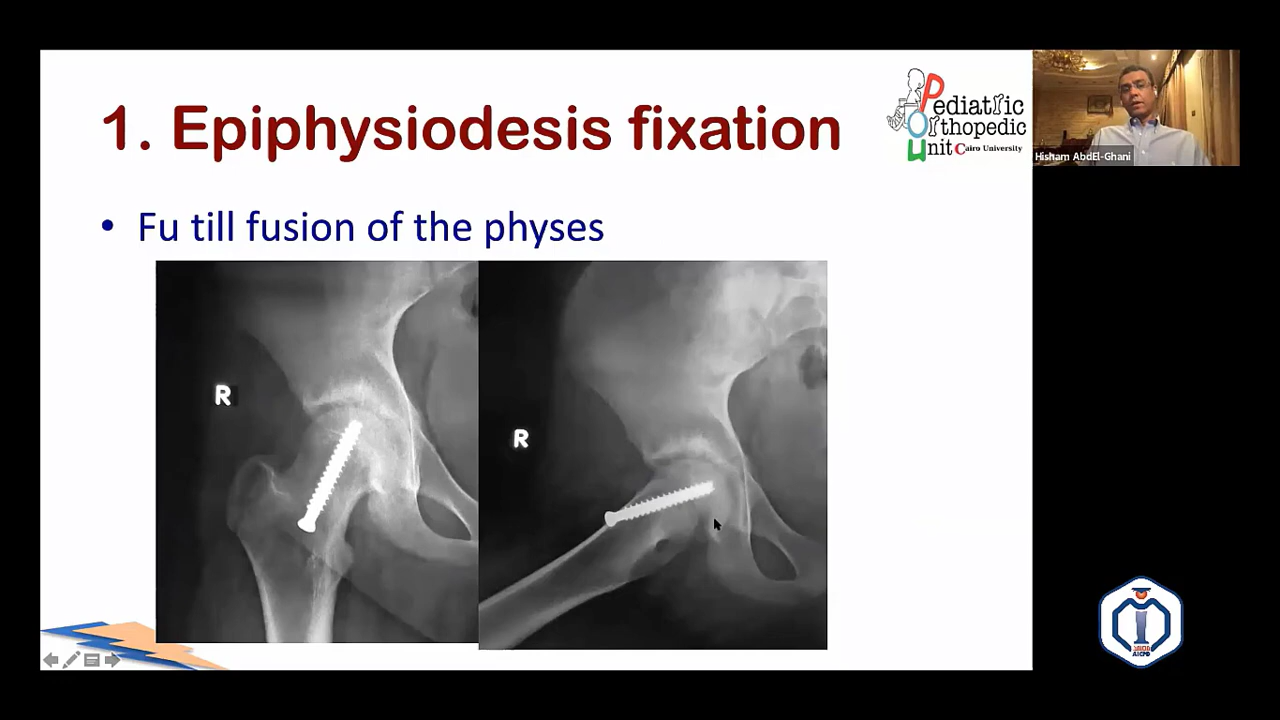 1. Epiphysiodesis fixation
Pediatric
Orthopedic
Unit Cairo University
Hisham AbdEl-Ghani
• Fu till fusion of the physes
R
R